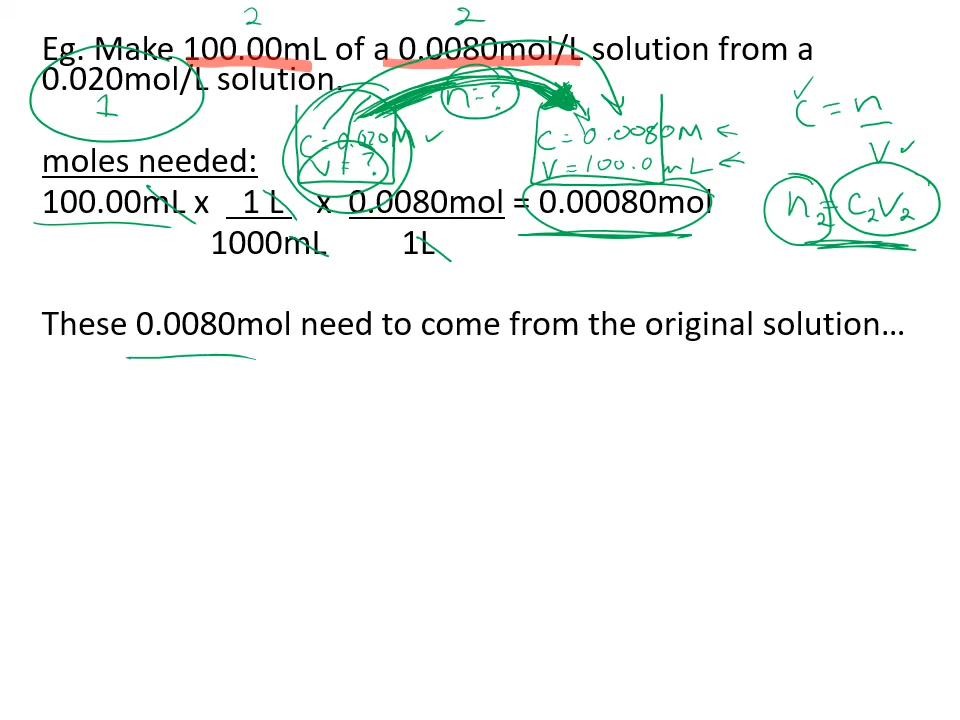 2 2
Eg. Make 100.00mL of a 0.0080mol/L solution from a
0.020mol/L solution.
1
n = ?
C = 0.020M ✓
V = ?
C = 0.0080M ←
V = 100.0mL ←
✓
C = n
V ✓
n₂ = C₂V₂
moles needed:
100.00mL x 1 L x 0.0080mol = 0.00080mol
1000mL 1L
These 0.0080mol need to come from the original solution…